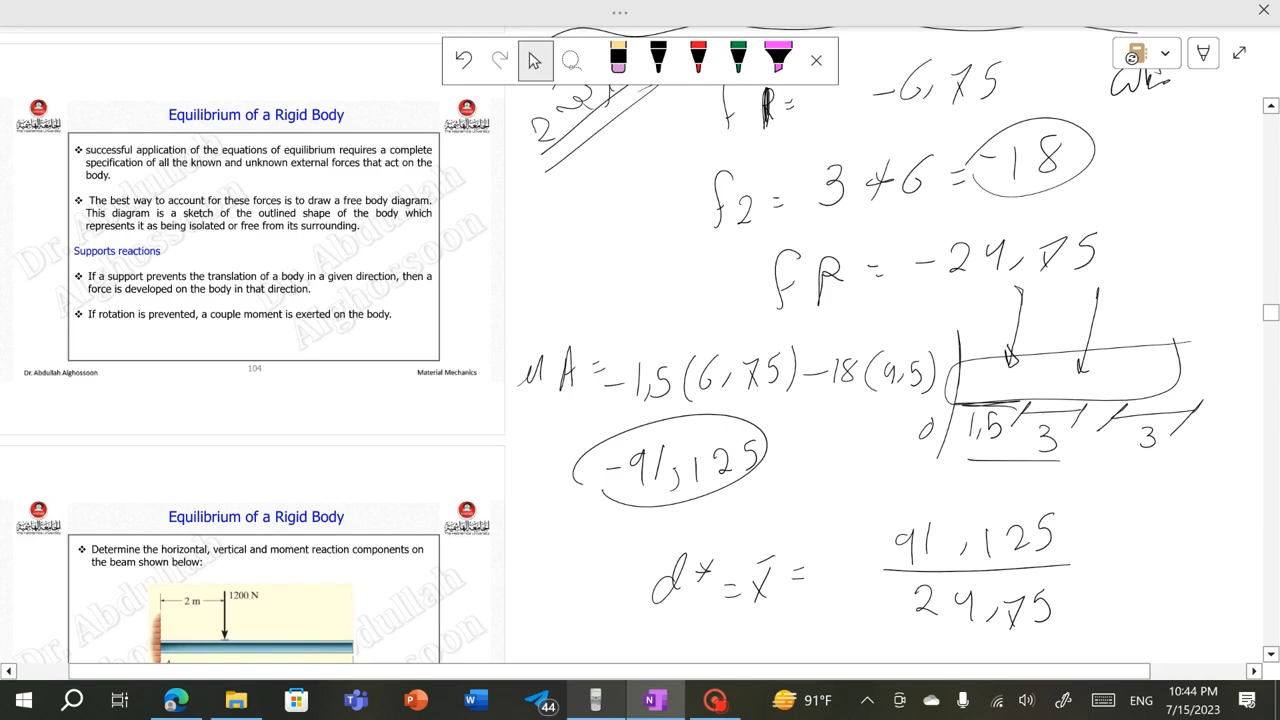 Equilibrium of a Rigid Body
❖ successful application of the equations of equilibrium requires a complete
specification of all the known and unknown external forces that act on the
body.
❖ The best way to account for these forces is to draw a free body diagram.
This diagram is a sketch of the outlined shape of the body which
represents it as being isolated or free from its surrounding.
Supports reactions
❖ If a support prevents the translation of a body in a given direction, then a
force is developed on the body in that direction.
❖ If rotation is prevented, a couple moment is exerted on the body.
Dr. Abdullah Alghossoon
104
Material Mechanics
Equilibrium of a Rigid Body
❖ Determine the horizontal, vertical and moment reaction components on
the beam shown below:
2 m
1200 N
A
fR = -6,75
f2 = 3*6 = -18
fR = -24,75
MA = -1,5(6,75) -18(4,5)
0 1,5 3 3
-91,125
d* = x̄ = 91,125
24,75
44
91°F
ENG
10:44 PM
7/15/2023